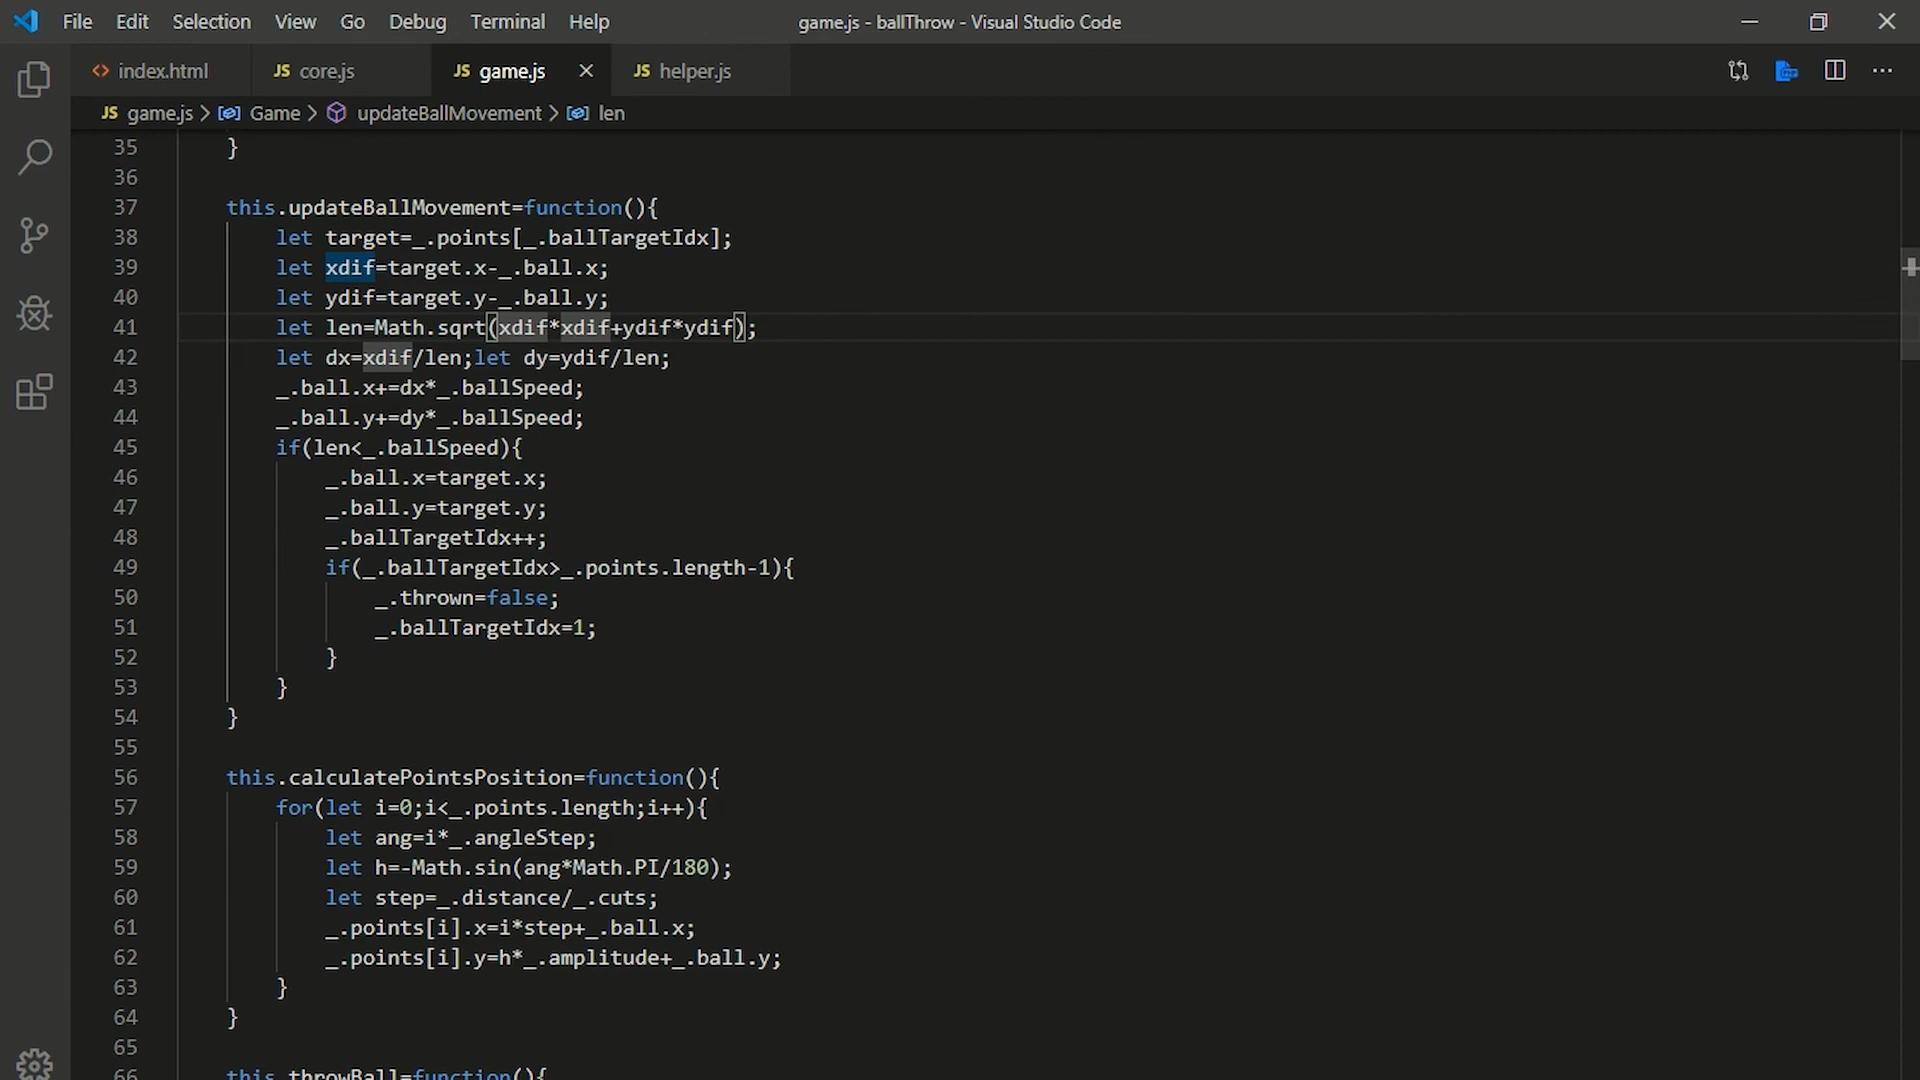 File Edit Selection View Go Debug Terminal Help game.js - ballThrow - Visual Studio Code
index.html JS core.js JS game.js JS helper.js
JS game.js > Game > updateBallMovement > len
35 }
36
37 this.updateBallMovement=function(){
38 let target=_.points[_.ballTargetIdx];
39 let xdif=target.x-_.ball.x;
40 let ydif=target.y-_.ball.y;
41 let len=Math.sqrt(xdif*xdif+ydif*ydif);
42 let dx=xdif/len;let dy=ydif/len;
43 _.ball.x+=dx*_.ballSpeed;
44 _.ball.y+=dy*_.ballSpeed;
45 if(len<_.ballSpeed){
46 _.ball.x=target.x;
47 _.ball.y=target.y;
48 _.ballTargetIdx++;
49 if(_.ballTargetIdx>_.points.length-1){
50 _.thrown=false;
51 _.ballTargetIdx=1;
52 }
53 }
54 }
55
56 this.calculatePointsPosition=function(){
57 for(let i=0;i<_.points.length;i++){
58 let ang=i*_.angleStep;
59 let h=-Math.sin(ang*Math.PI/180);
60 let step=_.distance/_.cuts;
61 _.points[i].x=i*step+_.ball.x;
62 _.points[i].y=h*_.amplitude+_.ball.y;
63 }
64 }
65
66 this.throwBall=function(){